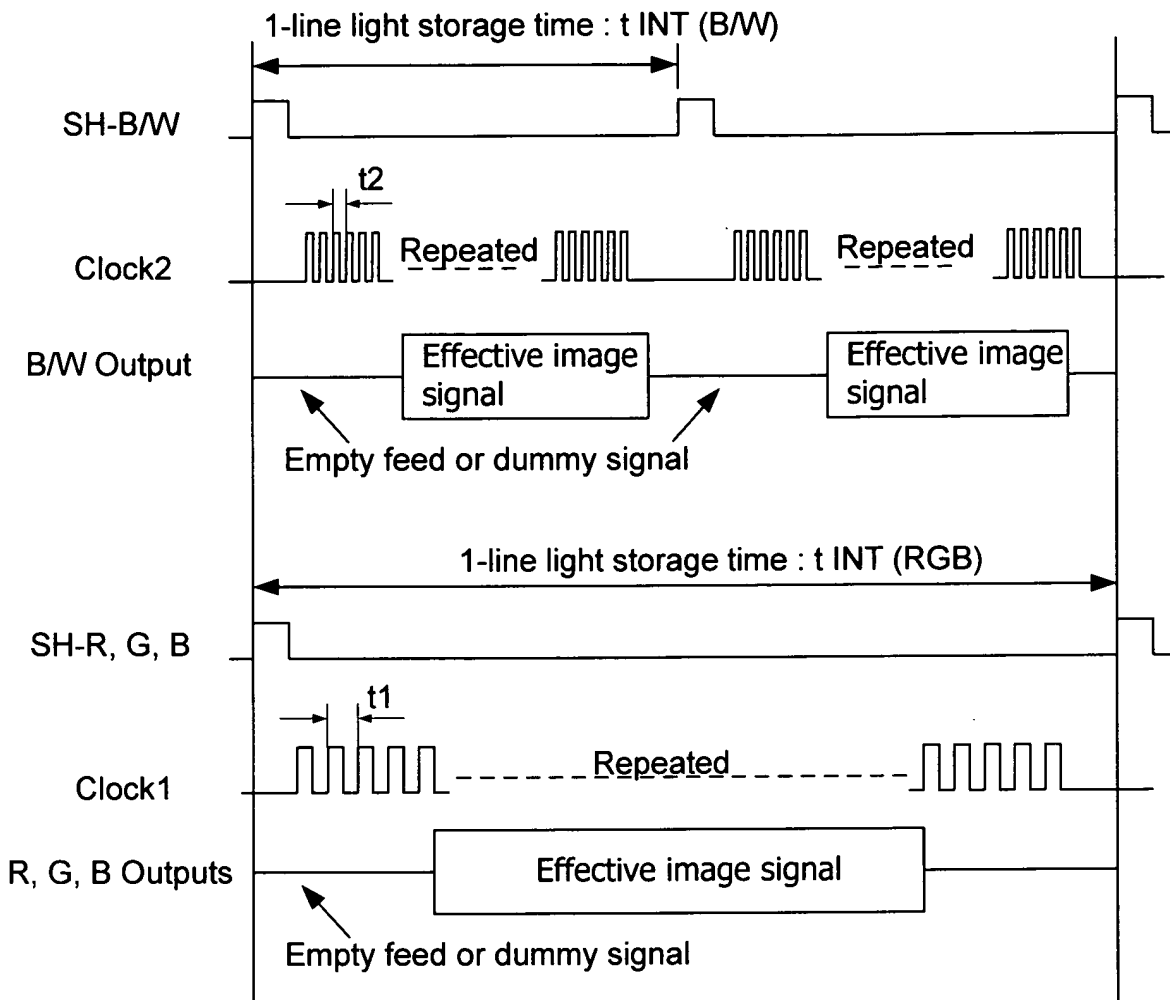 1-line light storage time : t INT (B/W)
SH-B/W
t2
Clock2
Repeated
Repeated
B/W Output
Effective image
signal
Effective image
signal
Empty feed or dummy signal
1-line light storage time : t INT (RGB)
SH-R, G, B
t1
Clock1
Repeated
R, G, B Outputs
Effective image signal
Empty feed or dummy signal